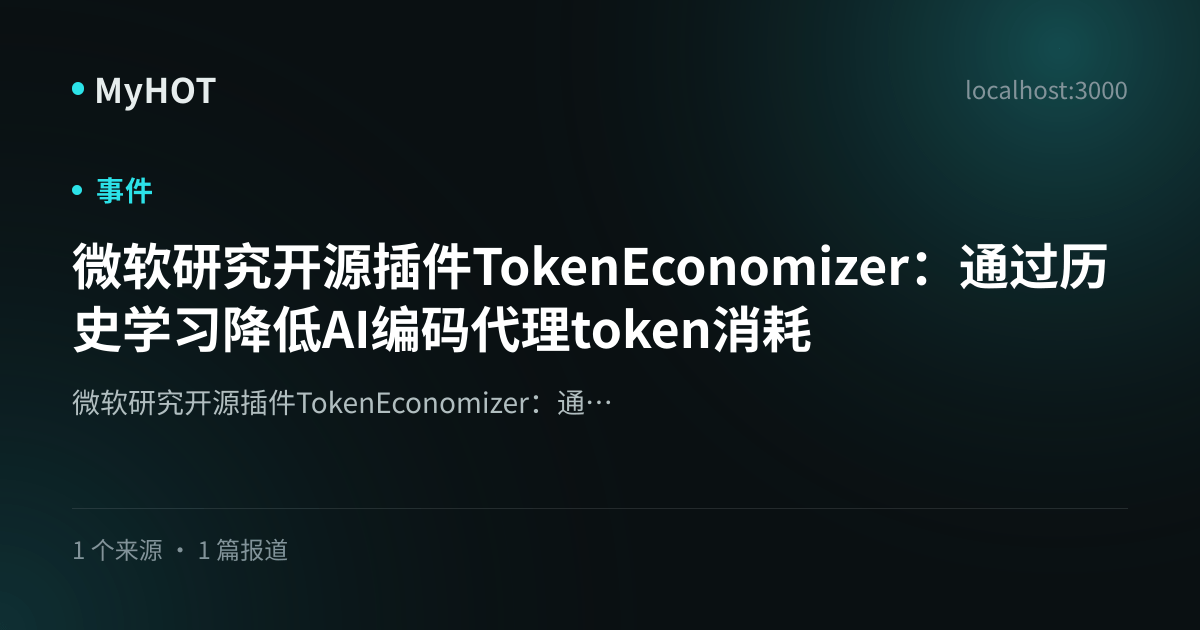 MyHOT
localhost:3000
事件
微软研究开源插件TokenEconomizer：通过历
史学习降低AI编码代理token消耗
微软研究开源插件TokenEconomizer：通…
1 个来源 · 1 篇报道